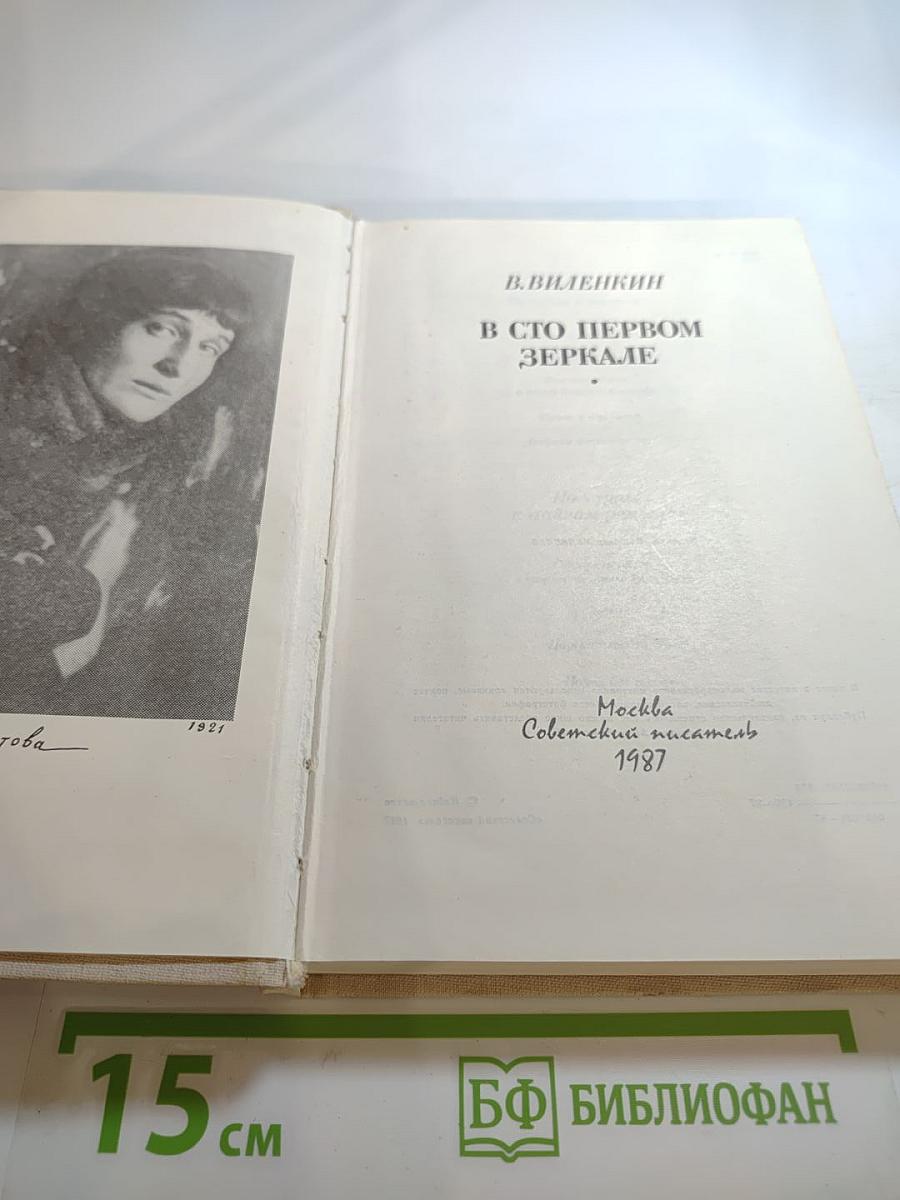 1921
това
В. ВИЛЕНКИН
В СТО ПЕРВОМ
ЗЕРКАЛЕ
Москва
Советский писатель
1987
15 см
БФ БИБЛИОФАН